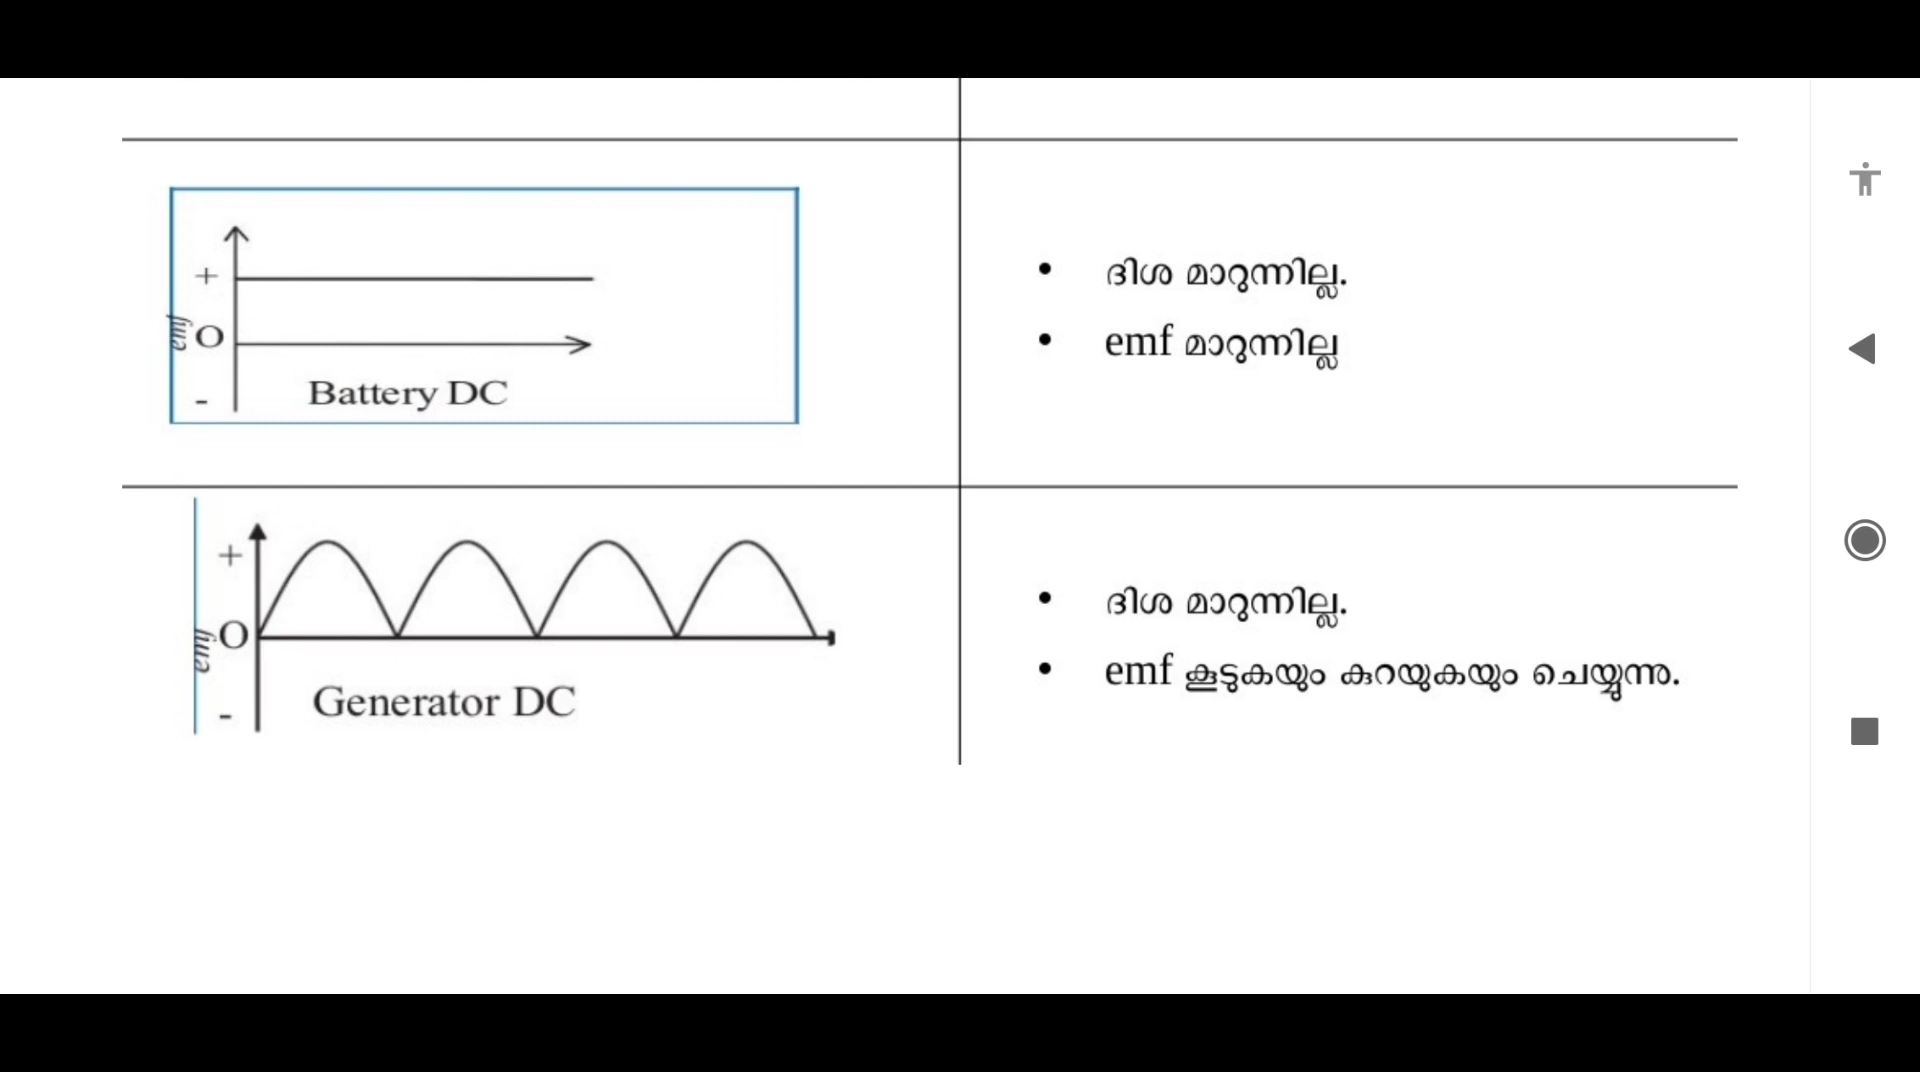 +
emf
O
-
Battery DC
• ദിശ മാറുന്നില്ല.
• emf മാറുന്നില്ല
+
O
emf
-
Generator DC
• ദിശ മാറുന്നില്ല.
• emf കൂടുകയും കുറയുകയും ചെയ്യുന്നു.